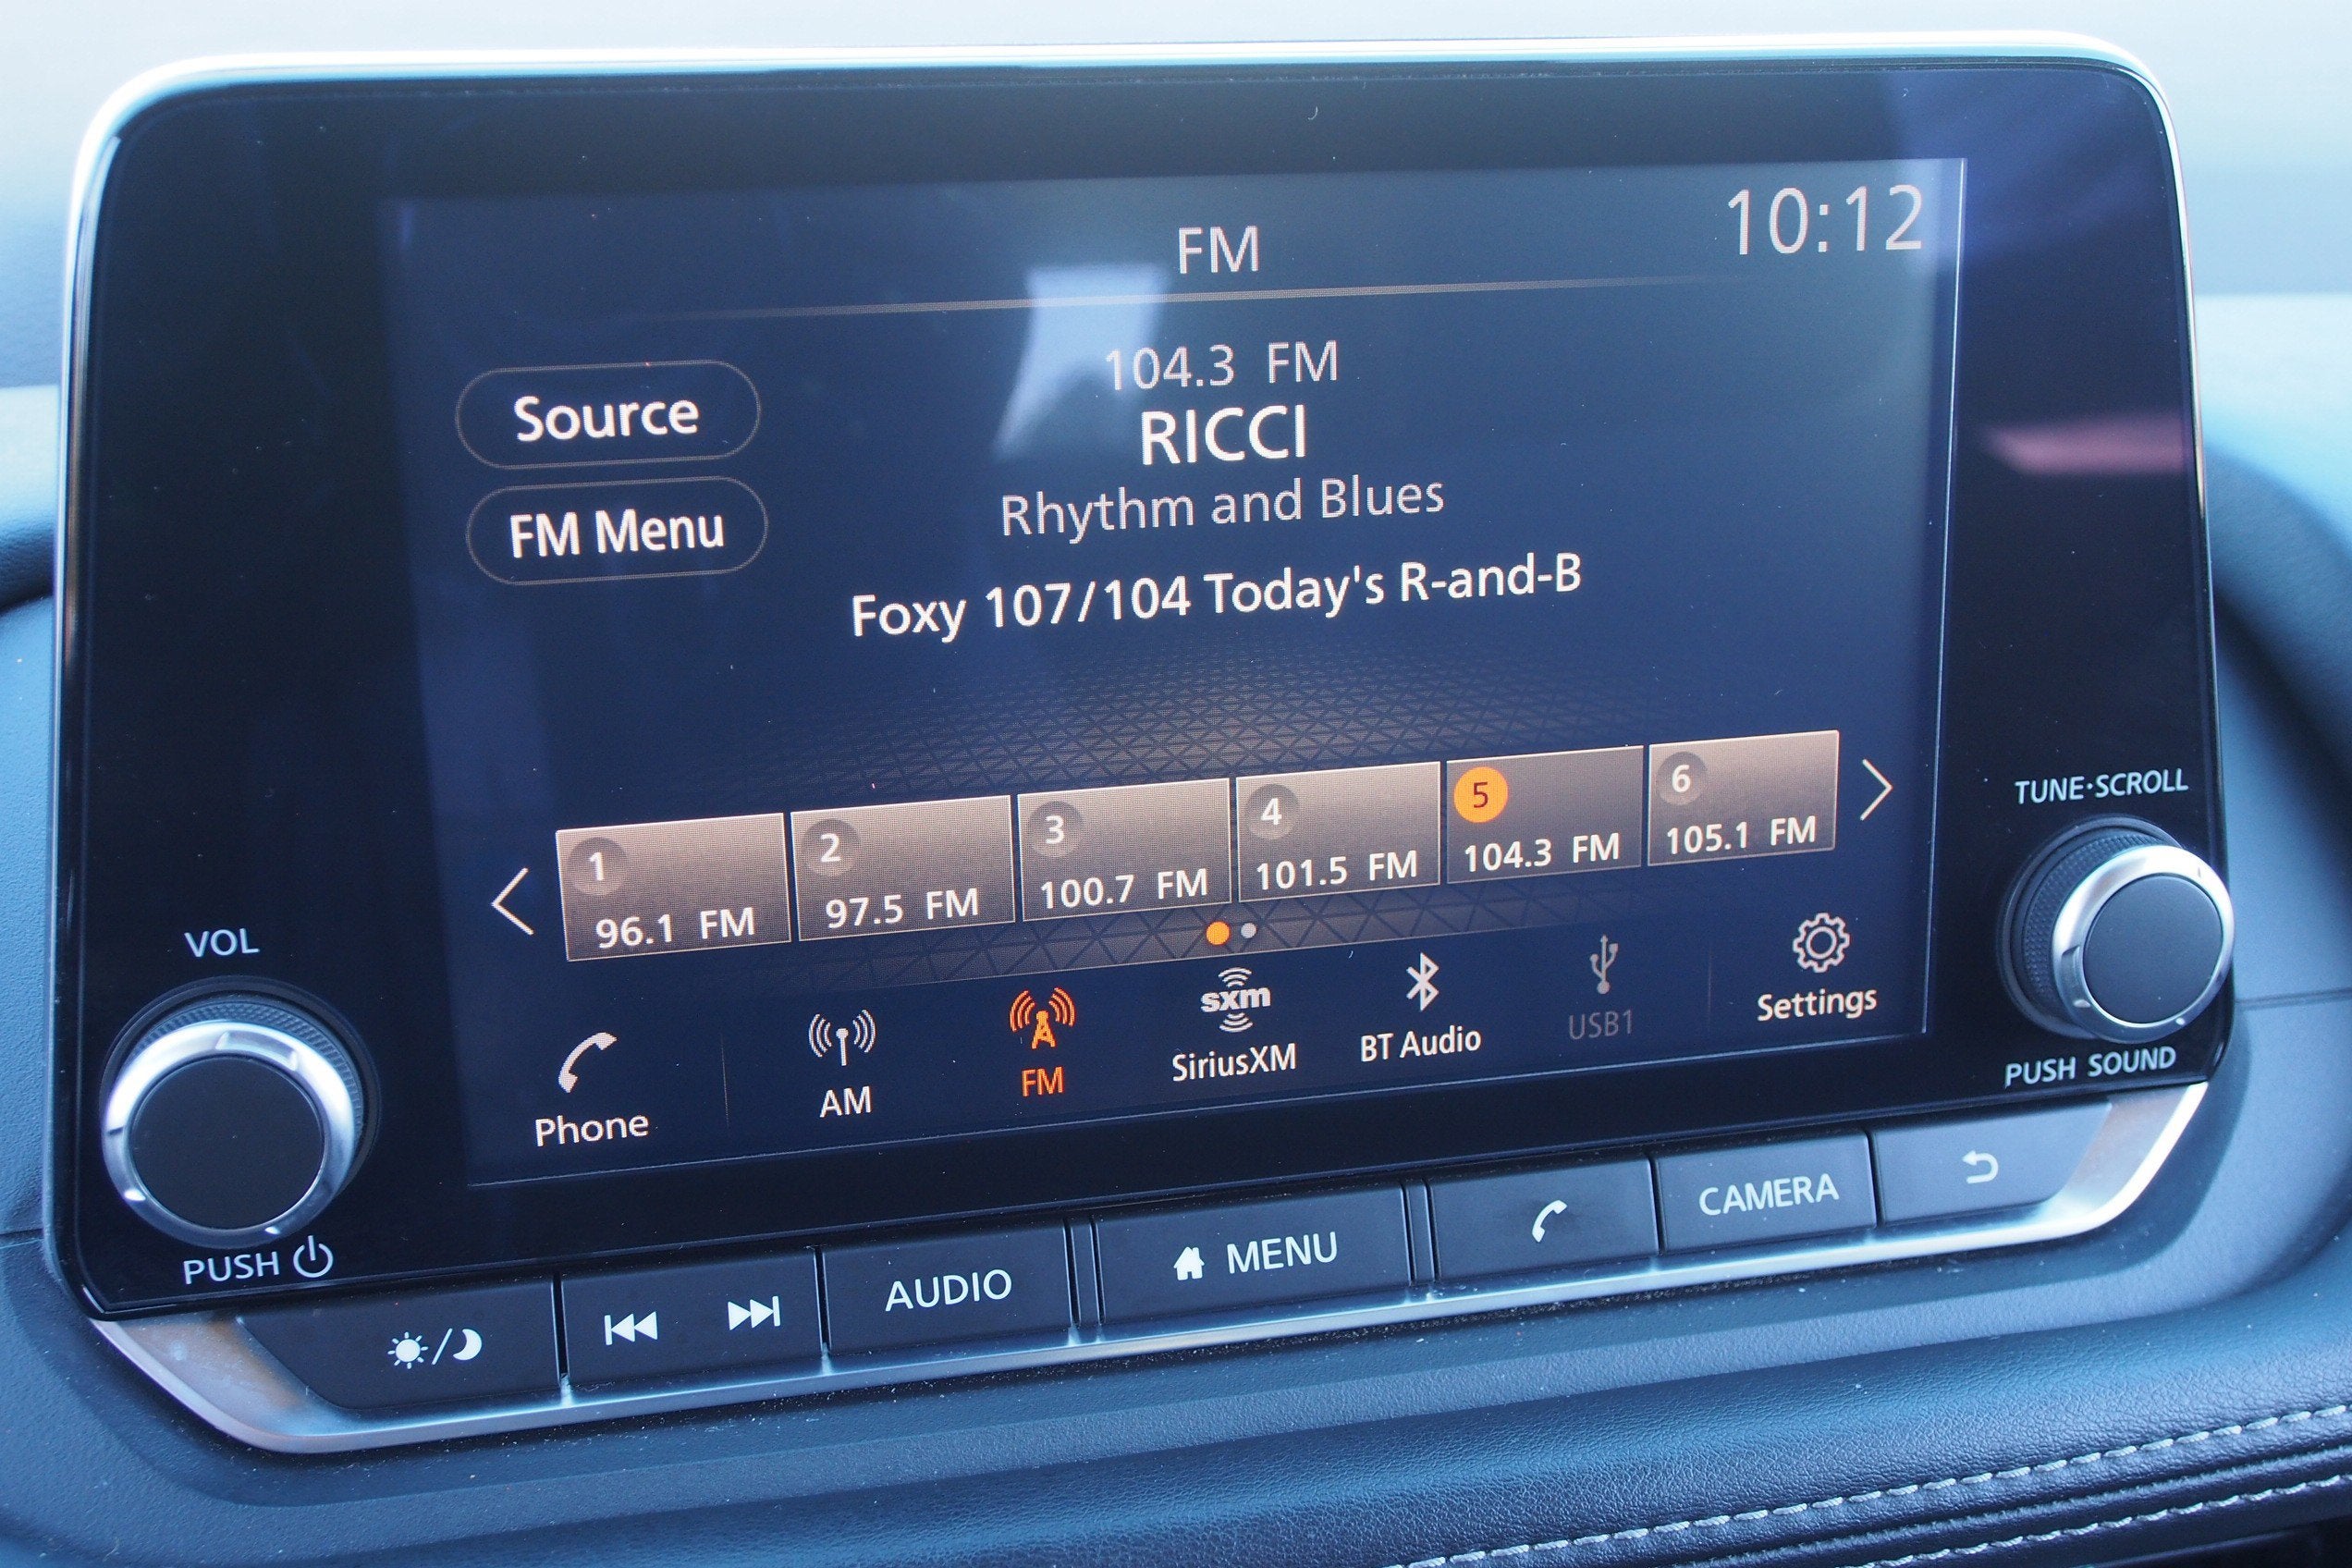 FM
10:12
Source
104.3 FM
RICCI
FM Menu
Rhythm and Blues
Foxy 107/104 Today's R-and-B
1
96.1 FM
2
97.5 FM
3
100.7 FM
4
101.5 FM
5
104.3 FM
6
105.1 FM
Phone
AM
FM
sxm
SiriusXM
BT Audio
USB1
Settings
VOL
PUSH
TUNE·SCROLL
PUSH SOUND
AUDIO
MENU
CAMERA